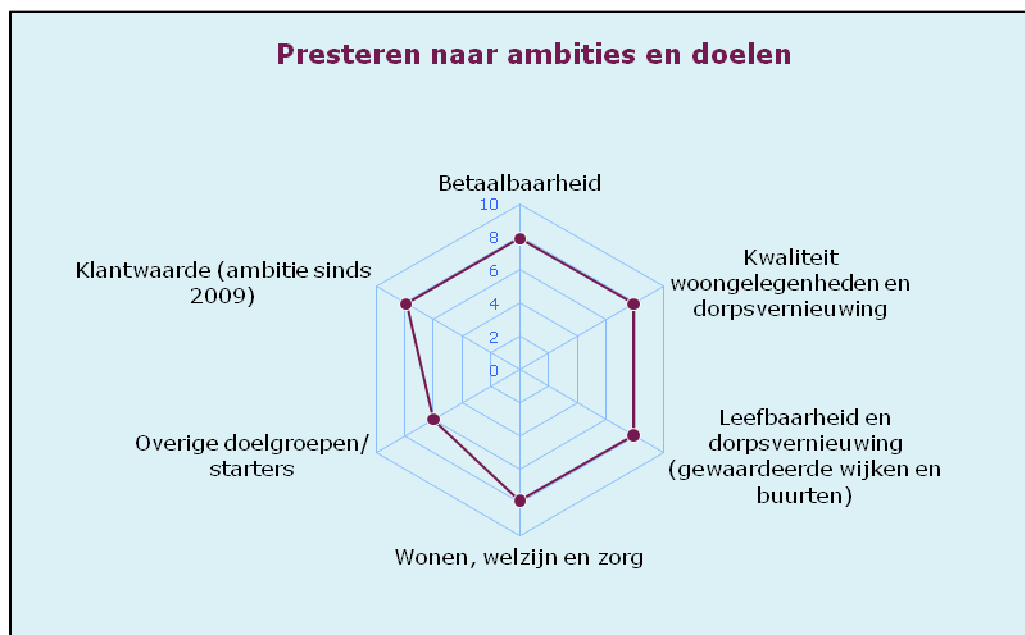 Presteren naar ambities en doelen
Betaalbaarheid
10
8
6
4
2
0
Kwaliteit
woongelegenheden en
dorpsvernieuwing
Leefbaarheid en
dorpsvernieuwing
(gewaardeerde wijken en
buurten)
Wonen, welzijn en zorg
Overige doelgroepen/
starters
Klantwaarde (ambitie sinds
2009)